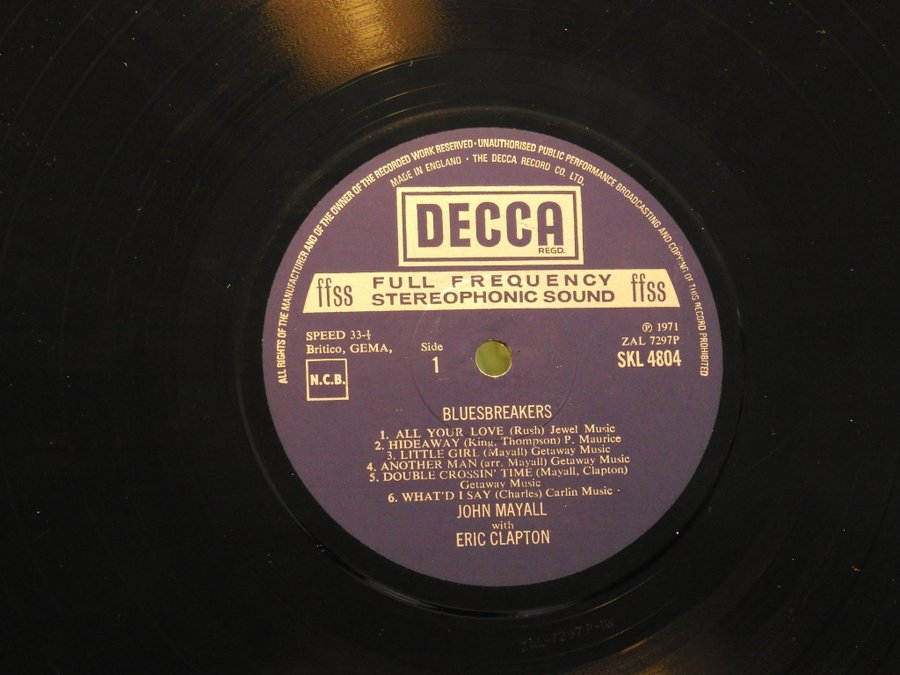 ALL RIGHTS OF THE MANUFACTURER AND OF THE OWNER OF THE RECORDED WORK RESERVED · UNAUTHORISED PUBLIC PERFORMANCE BROADCASTING AND COPYING OF THIS RECORD PROHIBITED
MADE IN ENGLAND · THE DECCA RECORD CO. LTD.
DECCA
REGD.
ffss FULL FREQUENCY STEREOPHONIC SOUND ffss
SPEED 33-⅓
Britico, GEMA,
N.C.B.
Side
1
℗ 1971
ZAL 7297P
SKL 4804
BLUESBREAKERS
1. ALL YOUR LOVE (Rush) Jewel Music
2. HIDEAWAY (King, Thompson) P. Maurice
3. LITTLE GIRL (Mayall) Getaway Music
4. ANOTHER MAN (arr. Mayall) Getaway Music
5. DOUBLE CROSSIN' TIME (Mayall, Clapton)
Getaway Music
6. WHAT'D I SAY (Charles) Carlin Music
JOHN MAYALL
with
ERIC CLAPTON
ZAL-7297P-1W